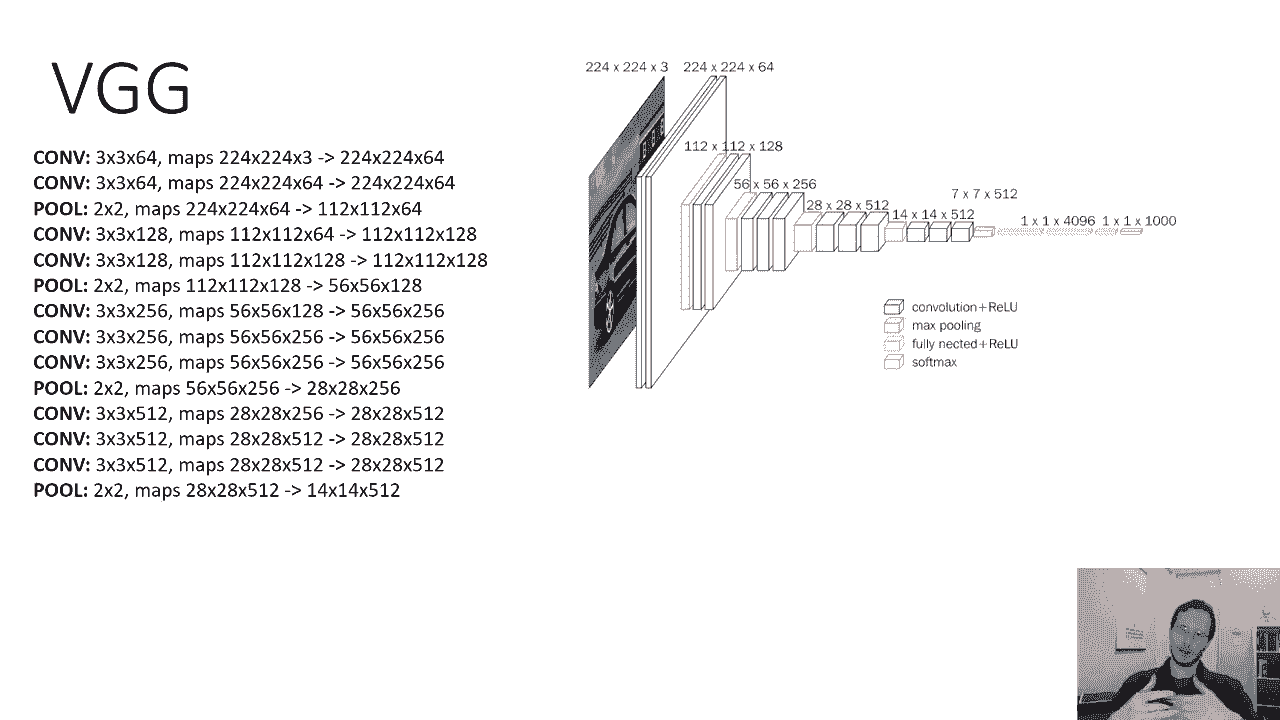 VGG
CONV: 3x3x64, maps 224x224x3 -> 224x224x64
CONV: 3x3x64, maps 224x224x64 -> 224x224x64
POOL: 2x2, maps 224x224x64 -> 112x112x64
CONV: 3x3x128, maps 112x112x64 -> 112x112x128
CONV: 3x3x128, maps 112x112x128 -> 112x112x128
POOL: 2x2, maps 112x112x128 -> 56x56x128
CONV: 3x3x256, maps 56x56x128 -> 56x56x256
CONV: 3x3x256, maps 56x56x256 -> 56x56x256
CONV: 3x3x256, maps 56x56x256 -> 56x56x256
POOL: 2x2, maps 56x56x256 -> 28x28x256
CONV: 3x3x512, maps 28x28x256 -> 28x28x512
CONV: 3x3x512, maps 28x28x512 -> 28x28x512
CONV: 3x3x512, maps 28x28x512 -> 28x28x512
POOL: 2x2, maps 28x28x512 -> 14x14x512
224 x 224 x 3
224 x 224 x 64
112 x 112 x 128
56 x 56 x 256
28 x 28 x 512
14 x 14 x 512
7 x 7 x 512
1 x 1 x 4096
1 x 1 x 1000
convolution+ReLU
max pooling
fully nected+ReLU
softmax